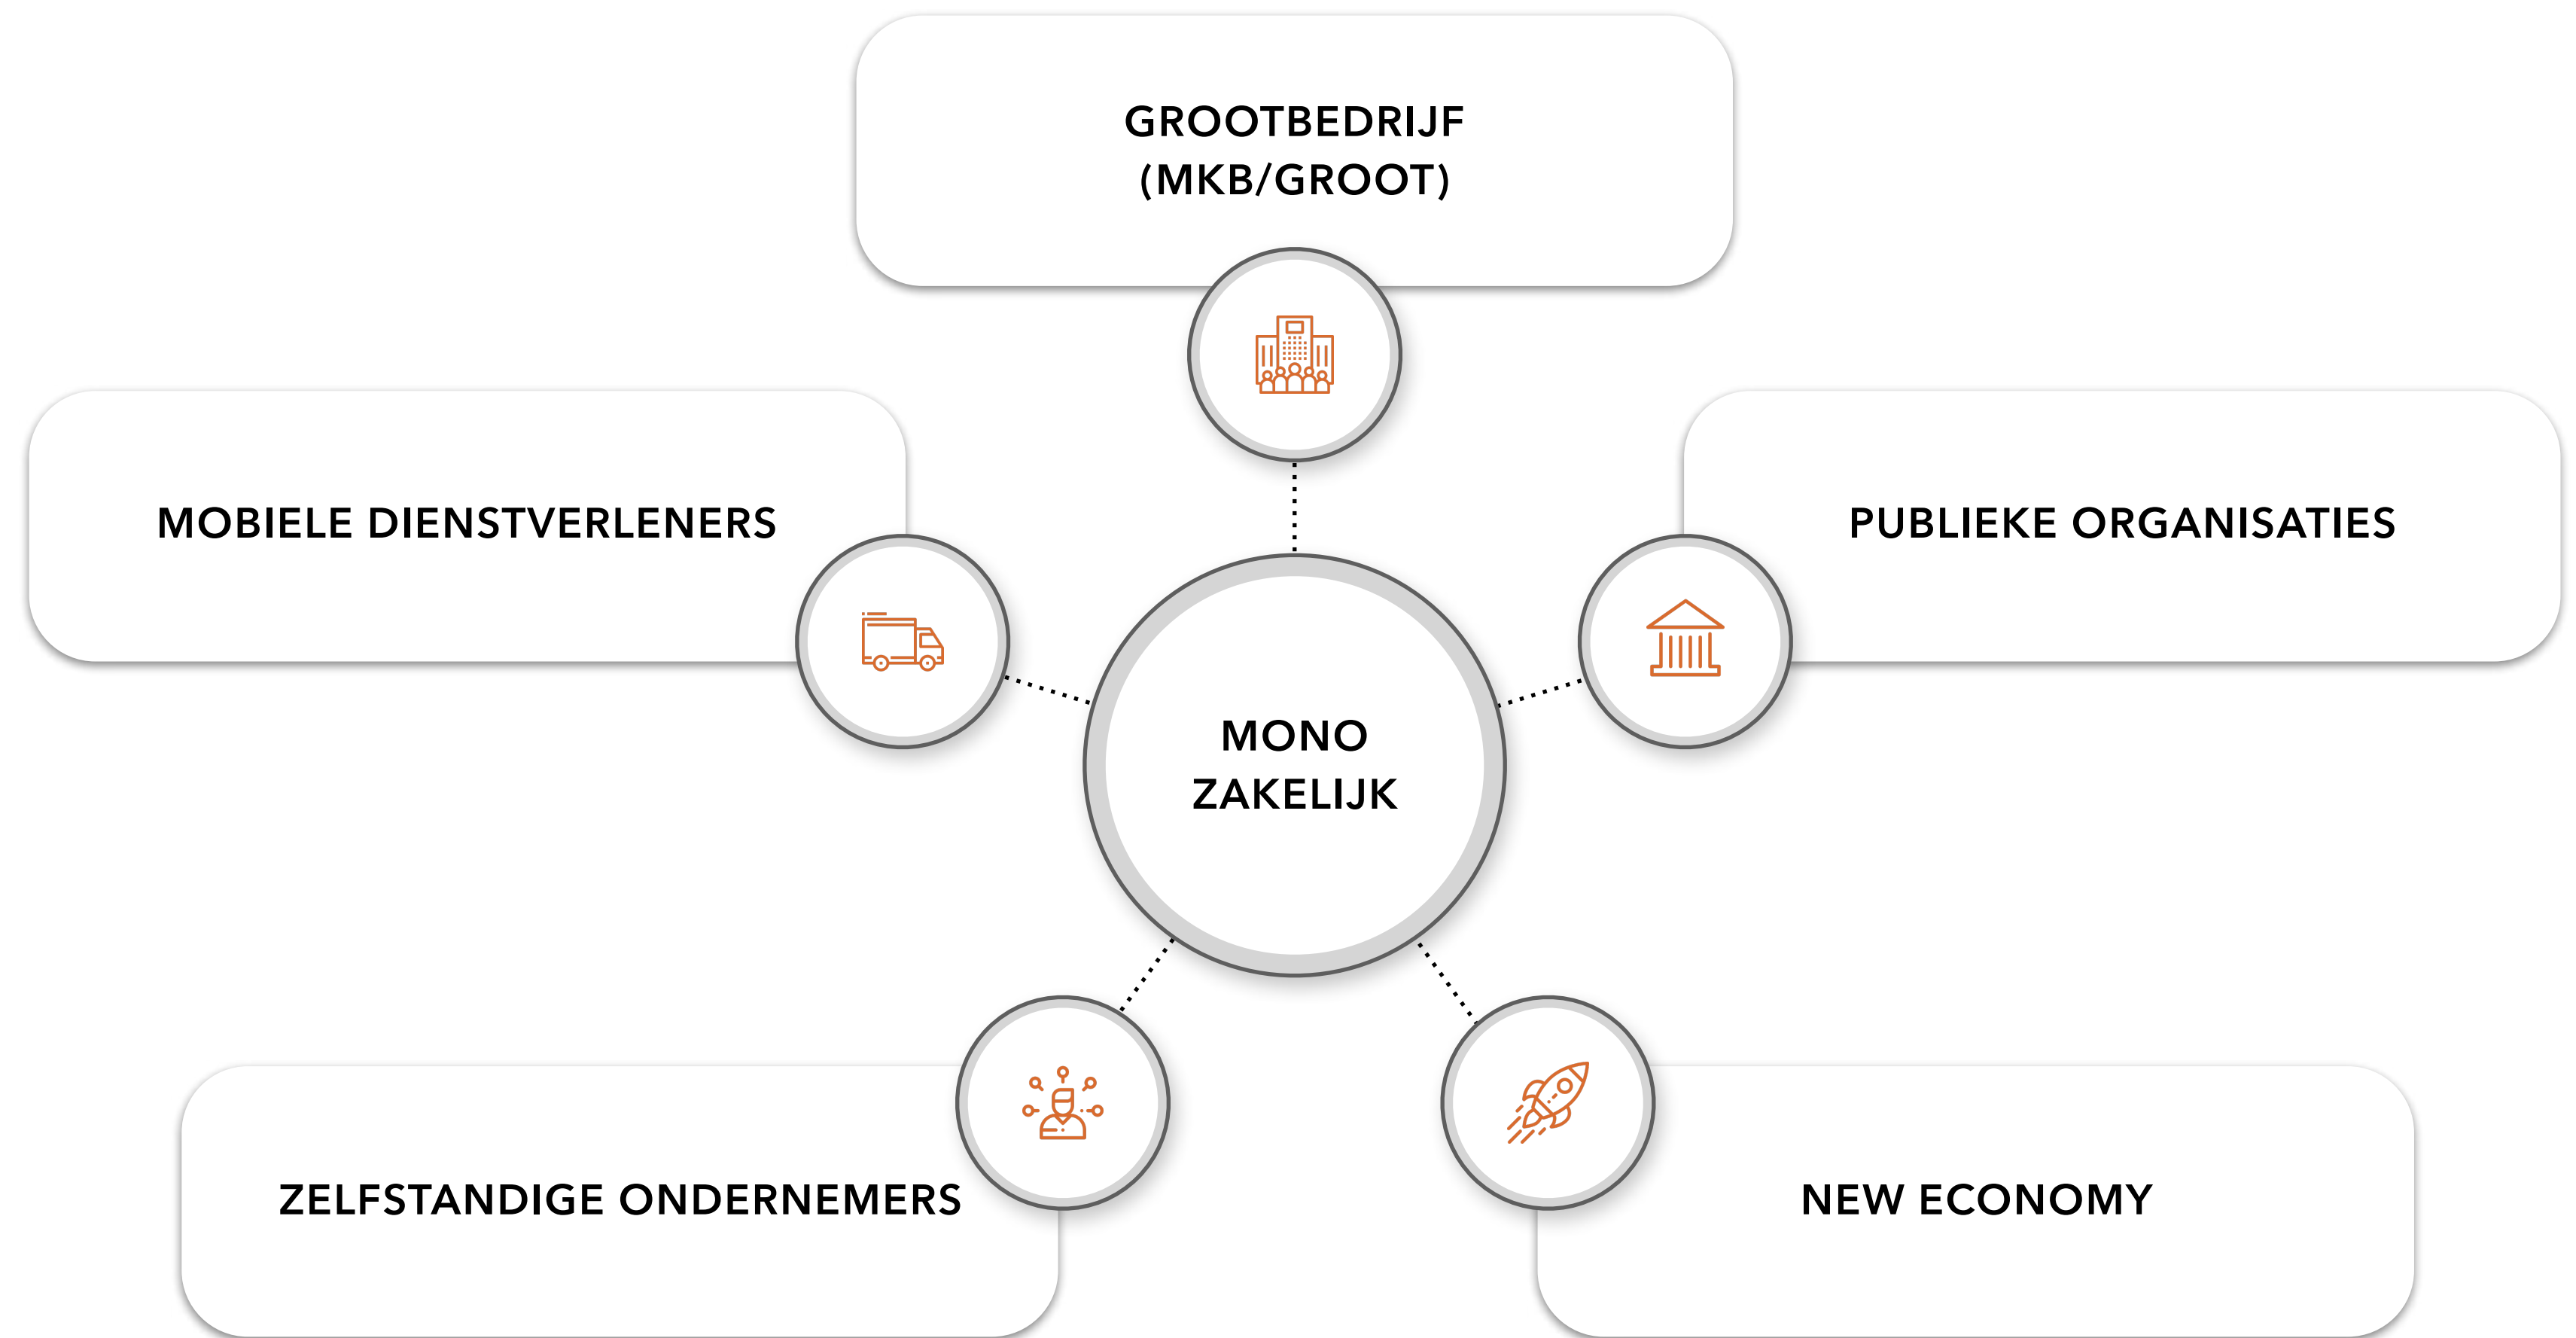 GROOTBEDRIJF
(MKB/GROOT)
MOBIELE DIENSTVERLENERS
PUBLIEKE ORGANISATIES
MONO
ZAKELIJK
ZELFSTANDIGE ONDERNEMERS
NEW ECONOMY